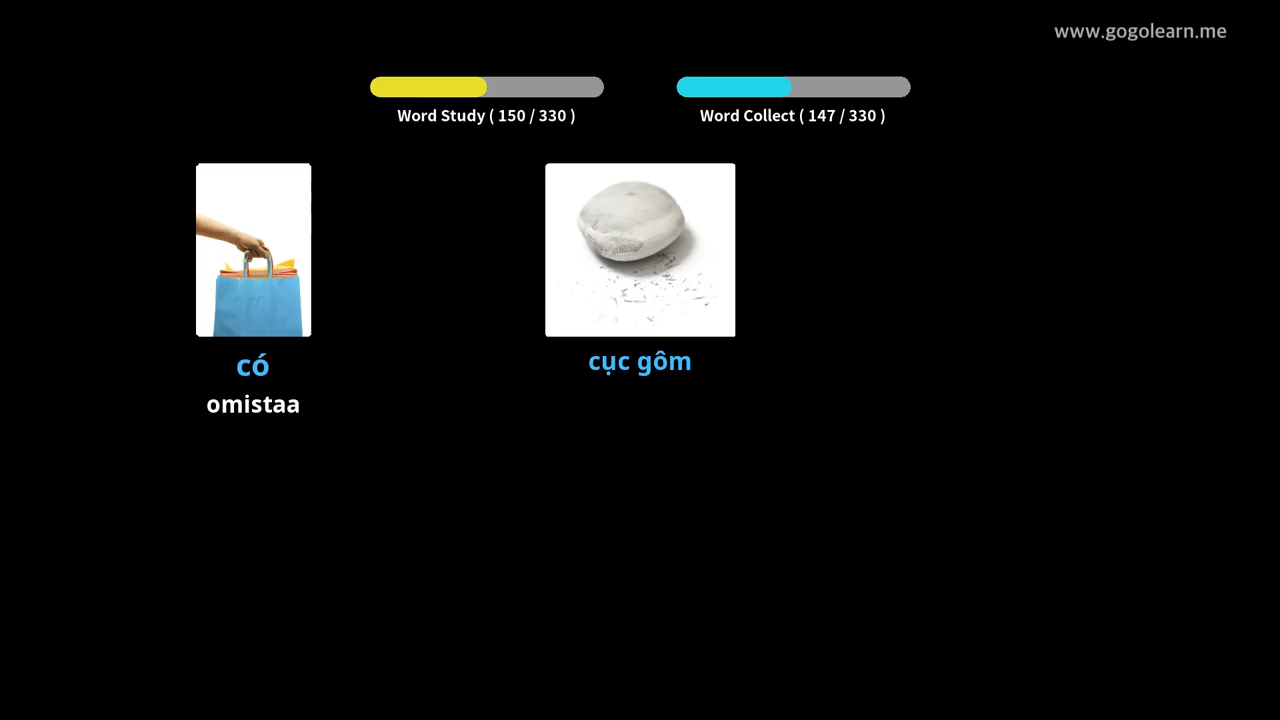 www.gogolearn.me
Word Study ( 150 / 330 )
Word Collect ( 147 / 330 )
có
omistaa
cục gôm